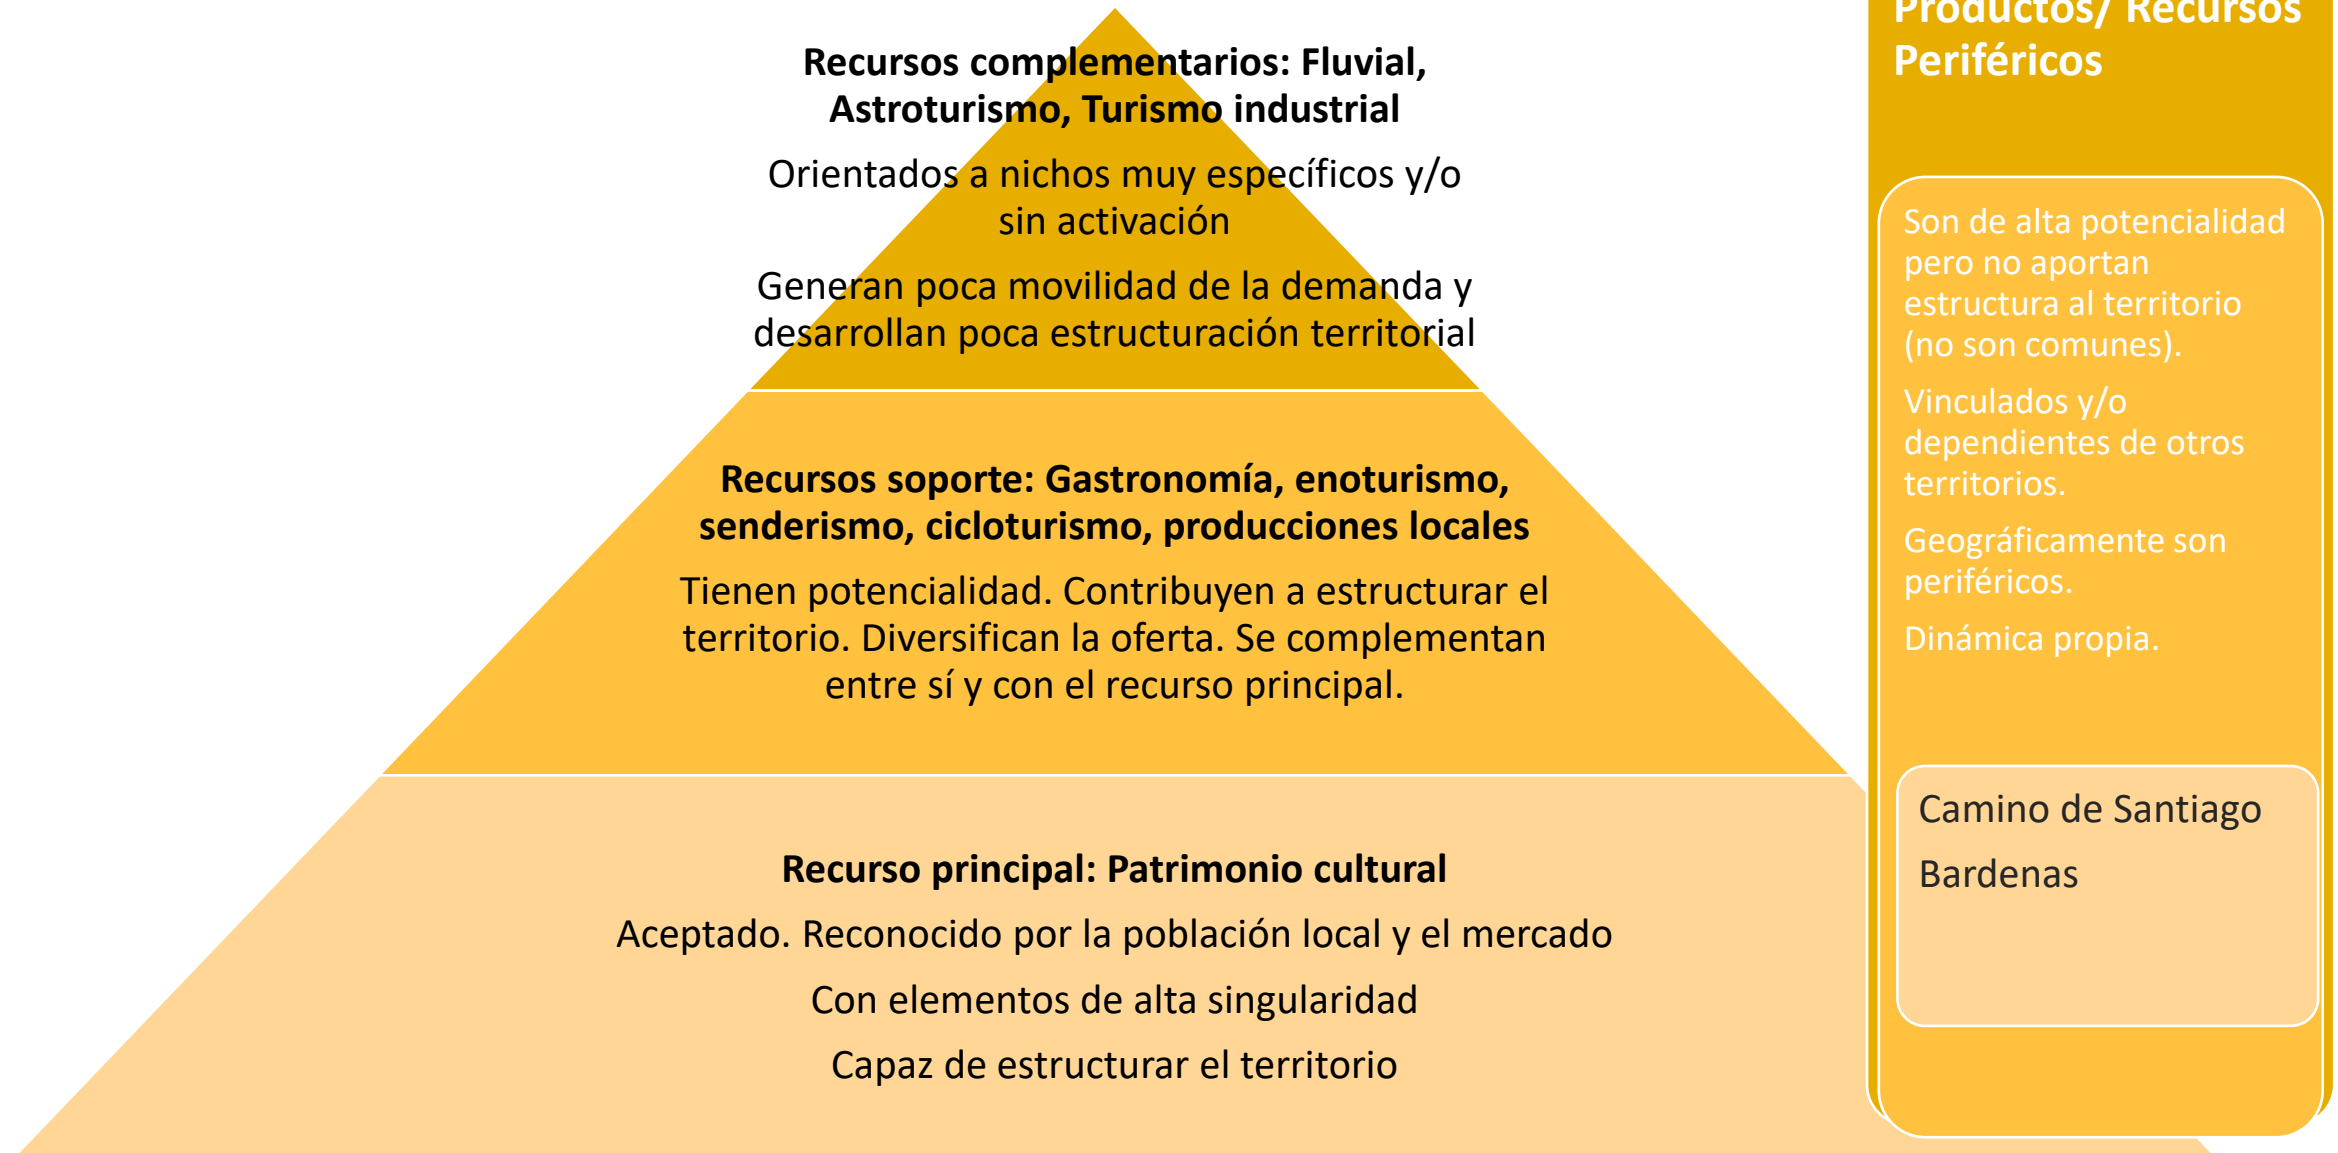 Recursos complementarios: Fluvial,
Astroturismo, Turismo industrial
Orientados a nichos muy específicos y/o
sin activación
Generan poca movilidad de la demanda y
desarrollan poca estructuración territorial
Recursos soporte: Gastronomía, enoturismo,
senderismo, cicloturismo, producciones locales
Tienen potencialidad. Contribuyen a estructurar el
territorio. Diversifican la oferta. Se complementan
entre sí y con el recurso principal.
Recurso principal: Patrimonio cultural
Aceptado. Reconocido por la población local y el mercado
Con elementos de alta singularidad
Capaz de estructurar el territorio
Productos/ Recursos
Periféricos
Son de alta potencialidad
pero no aportan
estructura al territorio
(no son comunes).
Vinculados y/o
dependientes de otros
territorios.
Geográficamente son
periféricos.
Dinámica propia.
Camino de Santiago
Bardenas